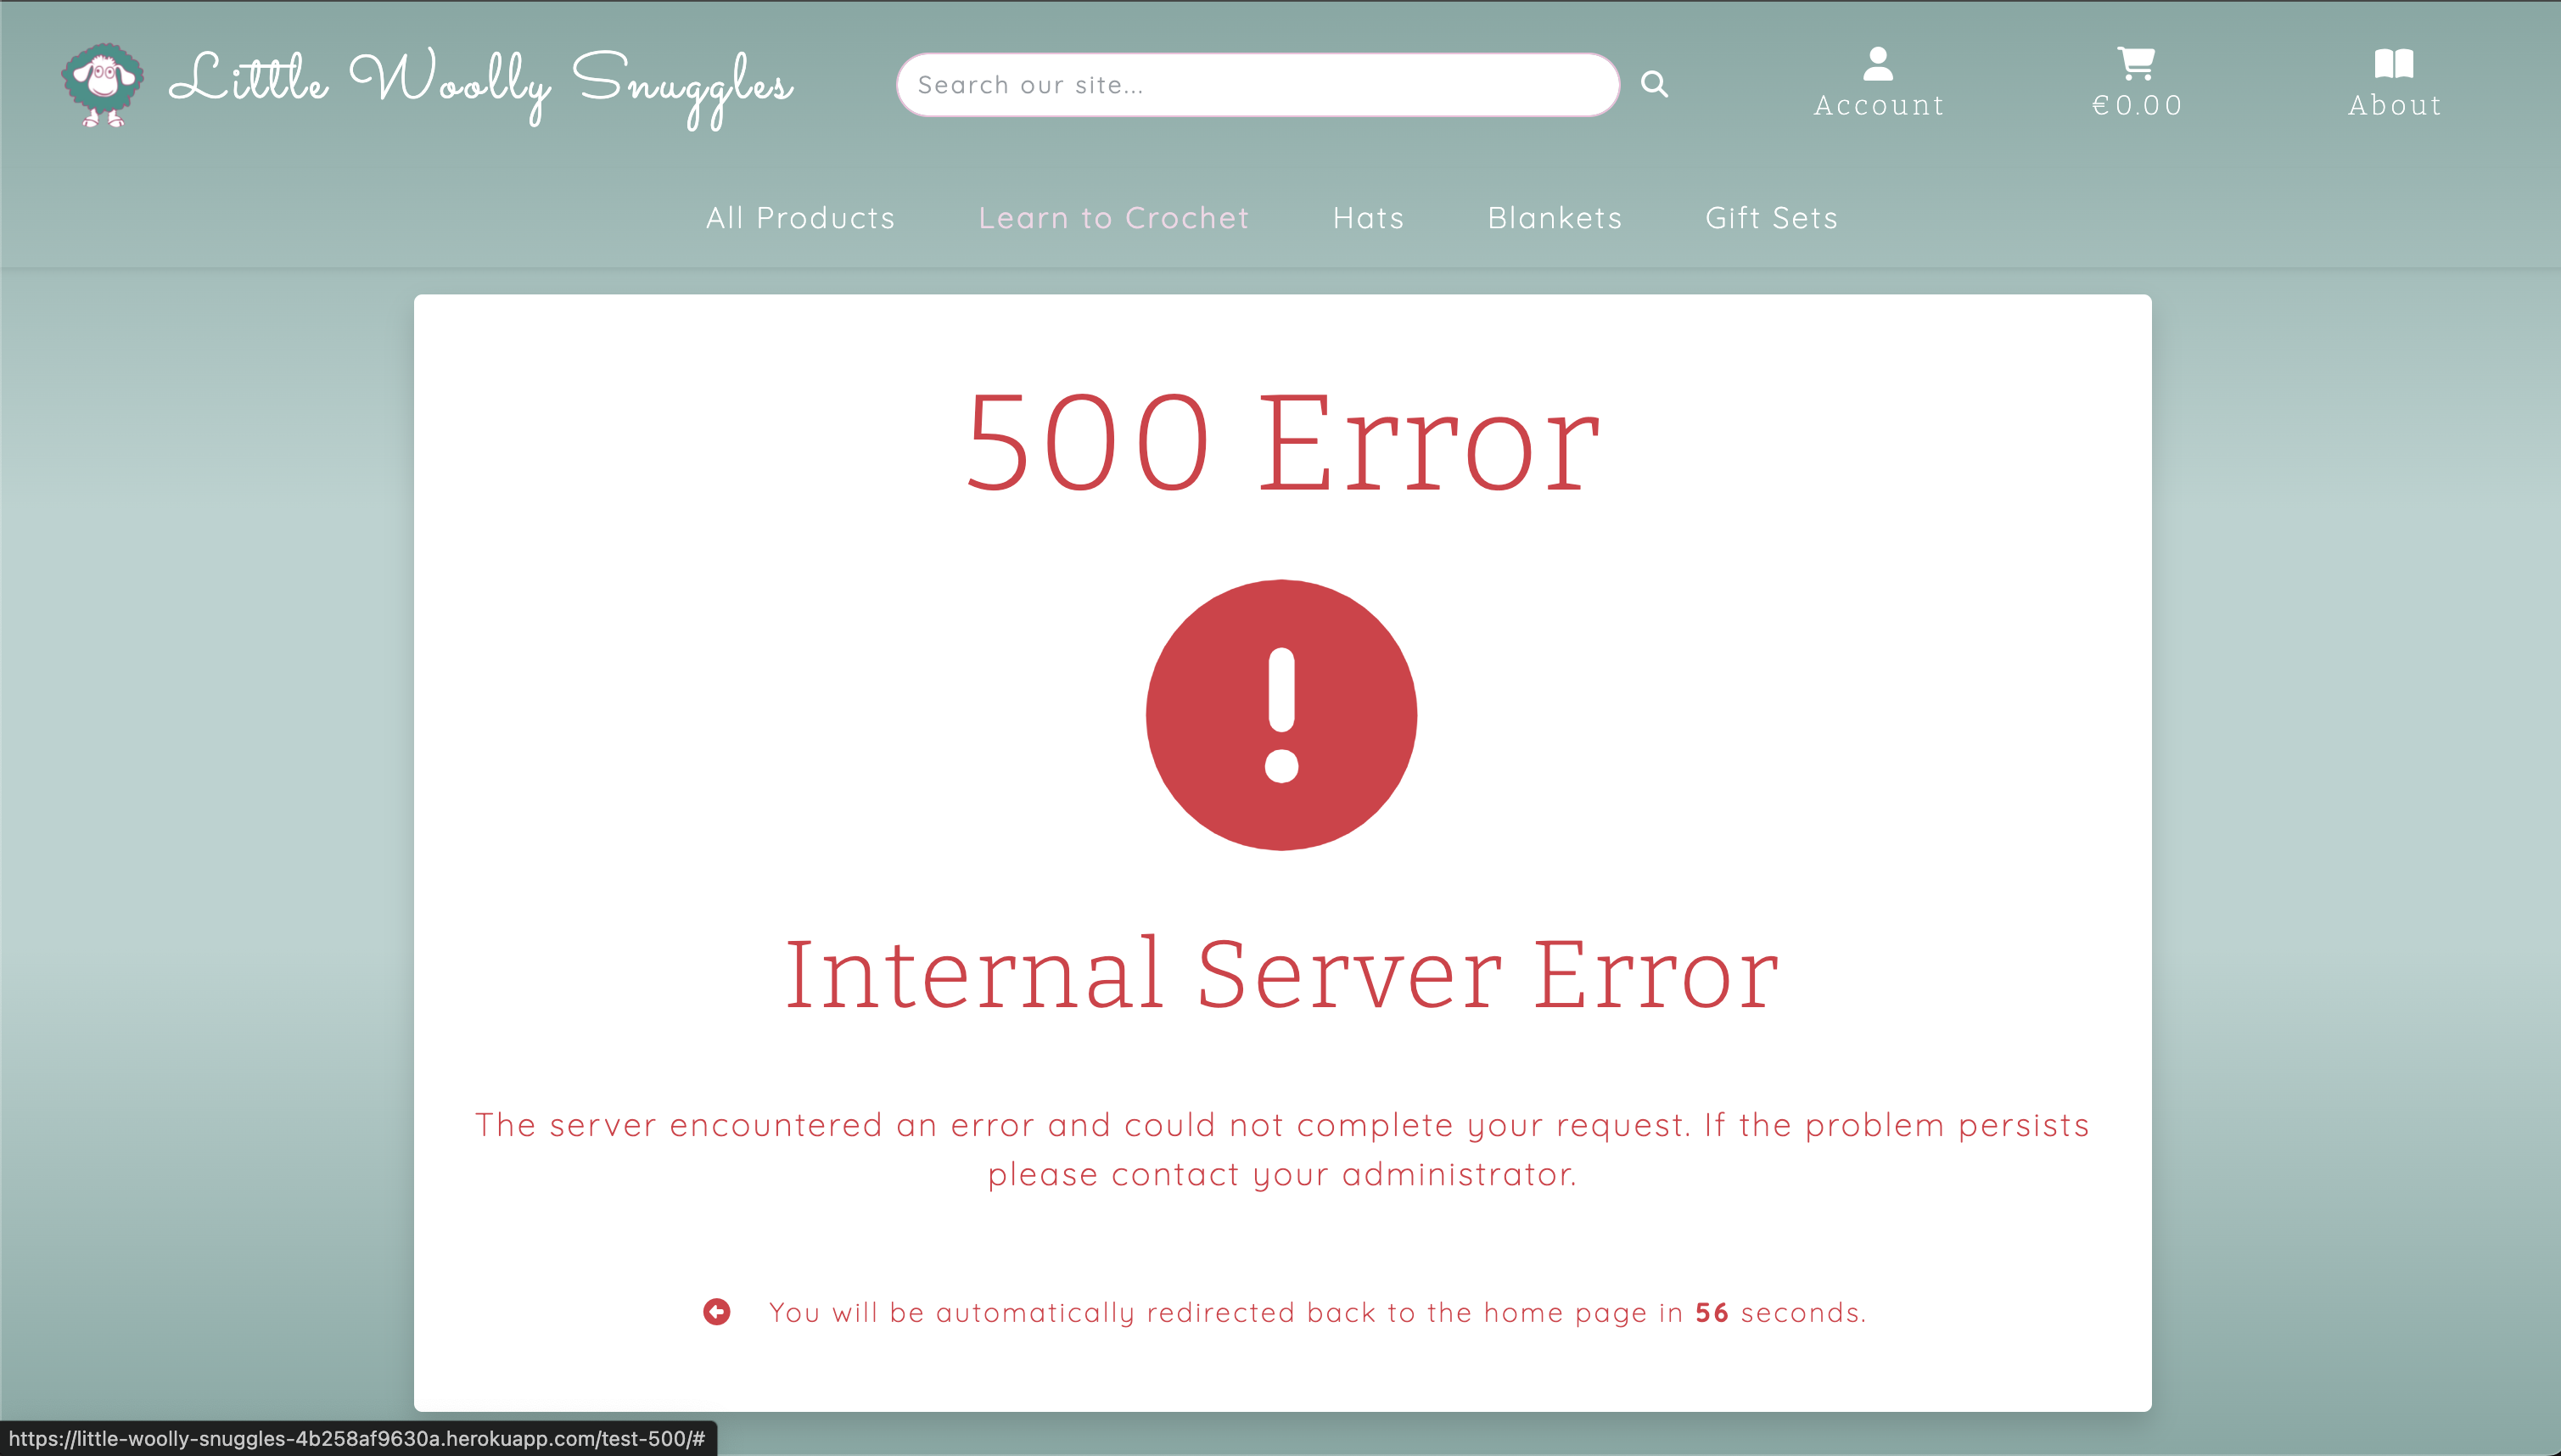 Little Woolly Snuggles
Search our site...
Account
€0.00
About
All Products
Learn to Crochet
Hats
Blankets
Gift Sets
500 Error
Internal Server Error
The server encountered an error and could not complete your request. If the problem persists
please contact your administrator.
You will be automatically redirected back to the home page in 56 seconds.
https://little-woolly-snuggles-4b258af9630a.herokuapp.com/test-500/#